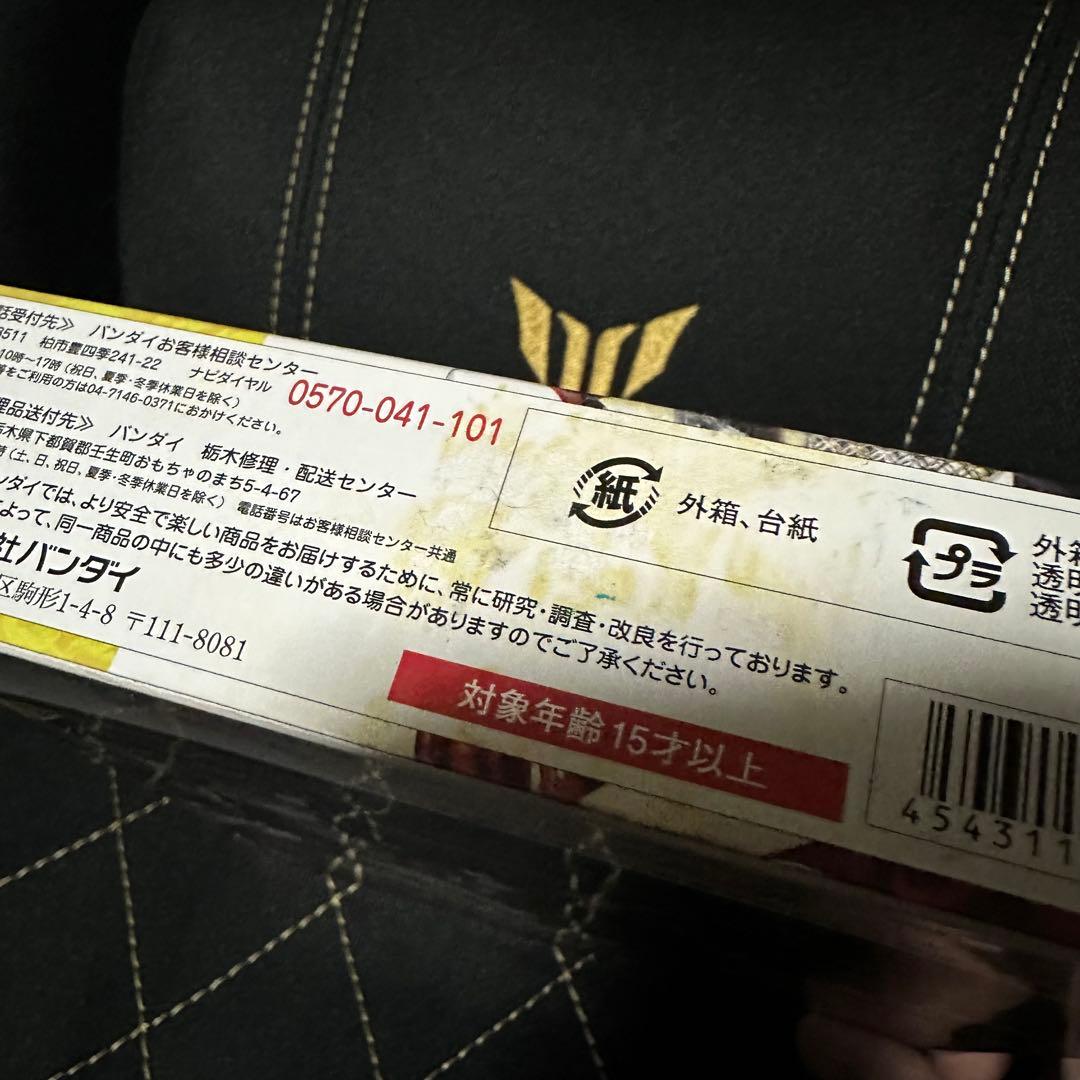 話受付先≫ バンダイお客様相談センター
8511 柏市豊四季241-22 ナビダイヤル 0570-041-101
10時～17時(祝日、夏季・冬季休業日を除く)
等をご利用の方は04-7146-0371におかけください。
理品送付先≫ バンダイ 栃木修理・配送センター
栃木県下都賀郡壬生町おもちゃのまち5-4-67
時(土、日、祝日、夏季・冬季休業日を除く) 電話番号はお客様相談センター共通
ンダイでは、より安全で楽しい商品をお届けするために、常に研究・調査・改良を行っております。
よって、同一商品の中にも多少の違いがある場合がありますのでご了承ください。
社バンダイ
区駒形1-4-8 〒111-8081
対象年齢15才以上
紙 外箱、台紙
プラ 外箱
透明
透明
454311